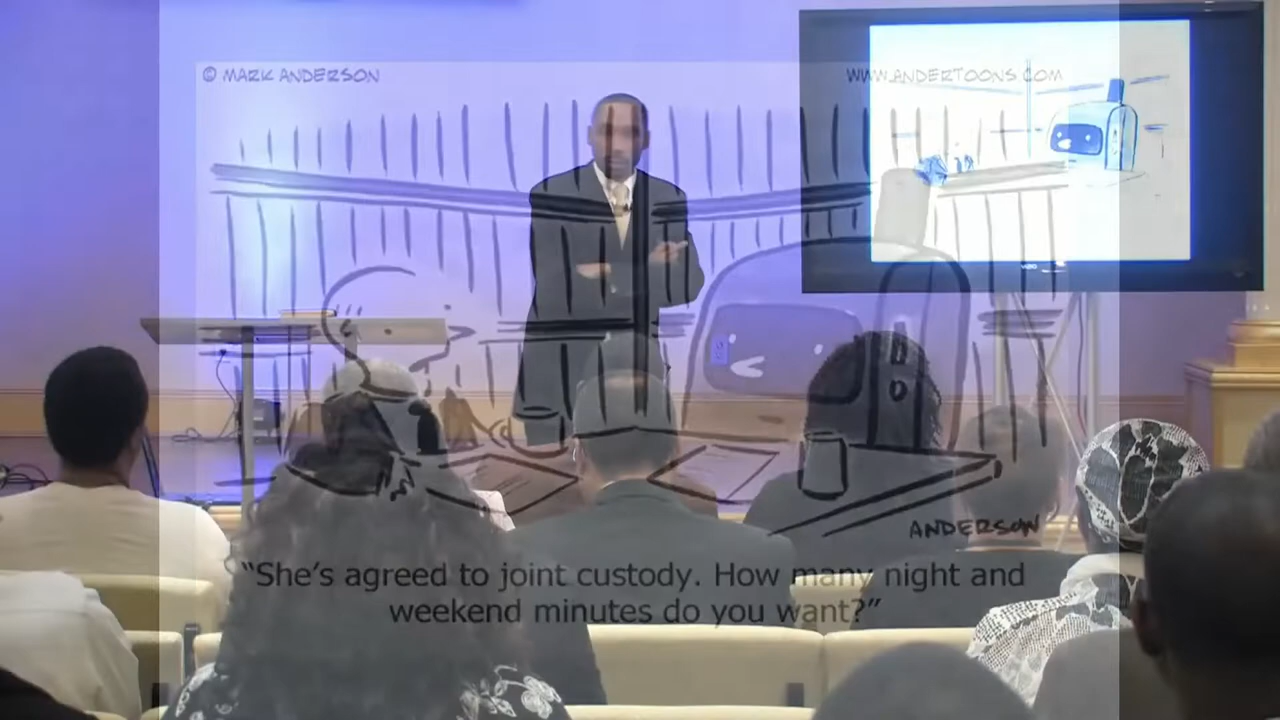 © MARK ANDERSON
WWW.ANDERTOONS.COM
ANDERSON
“She’s agreed to joint custody. How many night and
weekend minutes do you want?”